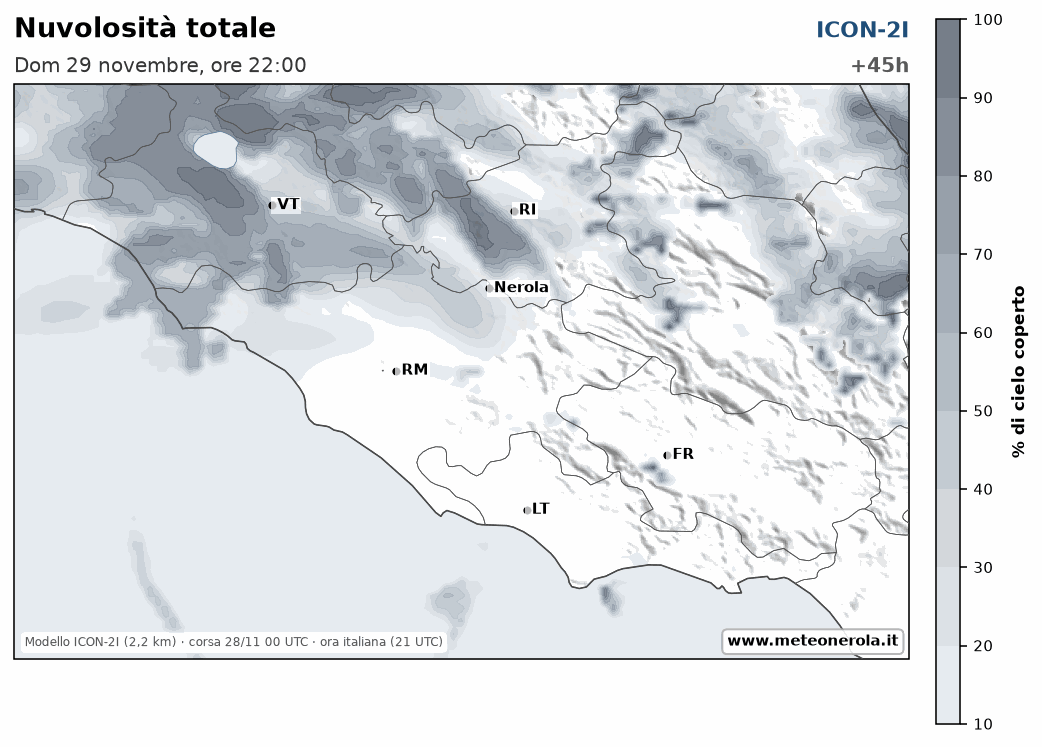 Nuvolosità totale
ICON-2I
Dom 29 novembre, ore 22:00
+45h
VT
RI
Nerola
RM
FR
LT
Modello ICON-2I (2,2 km) · corsa 28/11 00 UTC · ora italiana (21 UTC)
www.meteonerola.it
100
90
80
70
60
50
40
30
20
10
% di cielo coperto